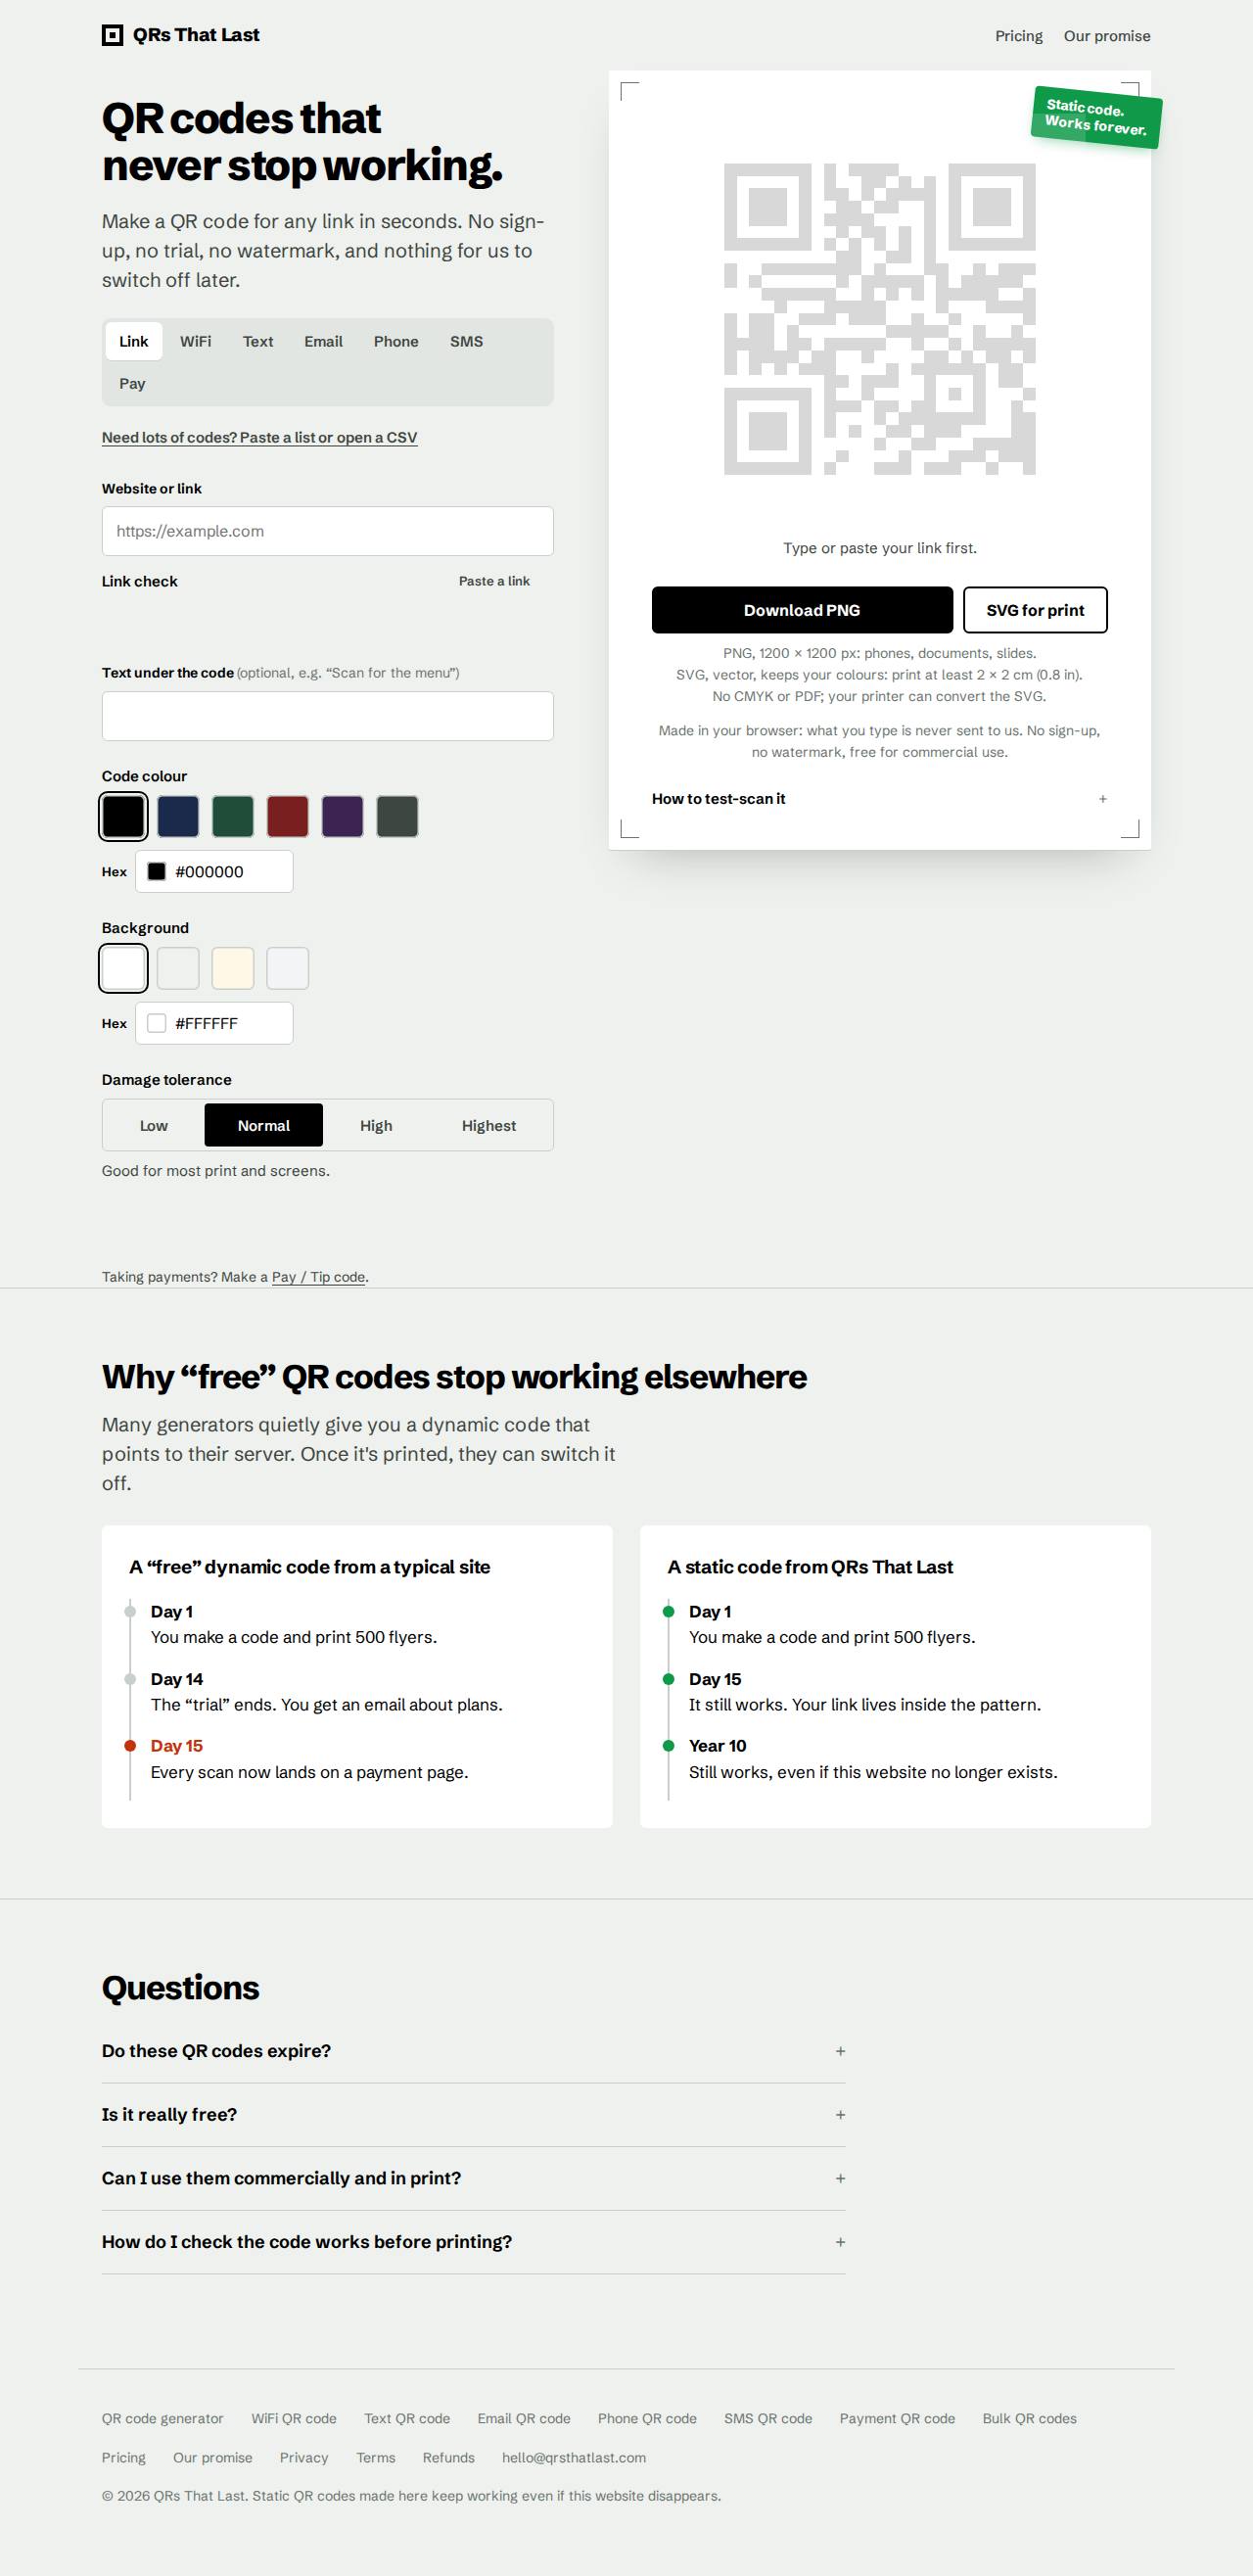 QRs That Last
Pricing
Our promise
QR codes that
never stop working.
Make a QR code for any link in seconds. No sign-
up, no trial, no watermark, and nothing for us to
switch off later.
Link
WiFi
Text
Email
Phone
SMS
Pay
Need lots of codes? Paste a list or open a CSV
Website or link
https://example.com
Link check
Paste a link
Text under the code (optional, e.g. “Scan for the menu”)
Code colour
Hex
#000000
Background
Hex
#FFFFFF
Damage tolerance
Low
Normal
High
Highest
Good for most print and screens.
Taking payments? Make a Pay / Tip code.
Static code.
Works forever.
Type or paste your link first.
Download PNG
SVG for print
PNG, 1200 × 1200 px: phones, documents, slides.
SVG, vector, keeps your colours: print at least 2 × 2 cm (0.8 in).
No CMYK or PDF; your printer can convert the SVG.
Made in your browser: what you type is never sent to us. No sign-up,
no watermark, free for commercial use.
How to test-scan it
+
Why “free” QR codes stop working elsewhere
Many generators quietly give you a dynamic code that
points to their server. Once it's printed, they can switch it
off.
A “free” dynamic code from a typical site
Day 1
You make a code and print 500 flyers.
Day 14
The “trial” ends. You get an email about plans.
Day 15
Every scan now lands on a payment page.
A static code from QRs That Last
Day 1
You make a code and print 500 flyers.
Day 15
It still works. Your link lives inside the pattern.
Year 10
Still works, even if this website no longer exists.
Questions
Do these QR codes expire?
+
Is it really free?
+
Can I use them commercially and in print?
+
How do I check the code works before printing?
+
QR code generator
WiFi QR code
Text QR code
Email QR code
Phone QR code
SMS QR code
Payment QR code
Bulk QR codes
Pricing
Our promise
Privacy
Terms
Refunds
hello@qrsthatlast.com
© 2026 QRs That Last. Static QR codes made here keep working even if this website disappears.